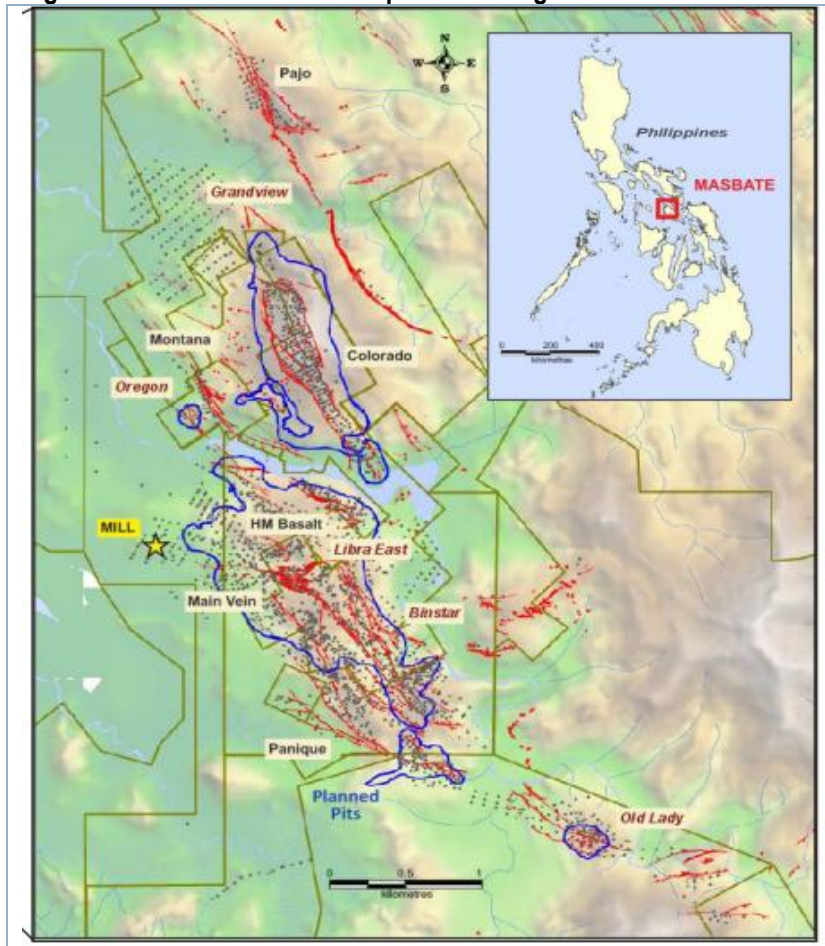 N
W E
S
Pajo
Philippines
MASBATE
Grandview
Montana
Colorado
0 200 400
kilometres
Oregon
MILL
HM Basalt
Libra East
Main Vein
Binstar
Panique
Planned
Pits
Old Lady
0 0.5 1
kilometres